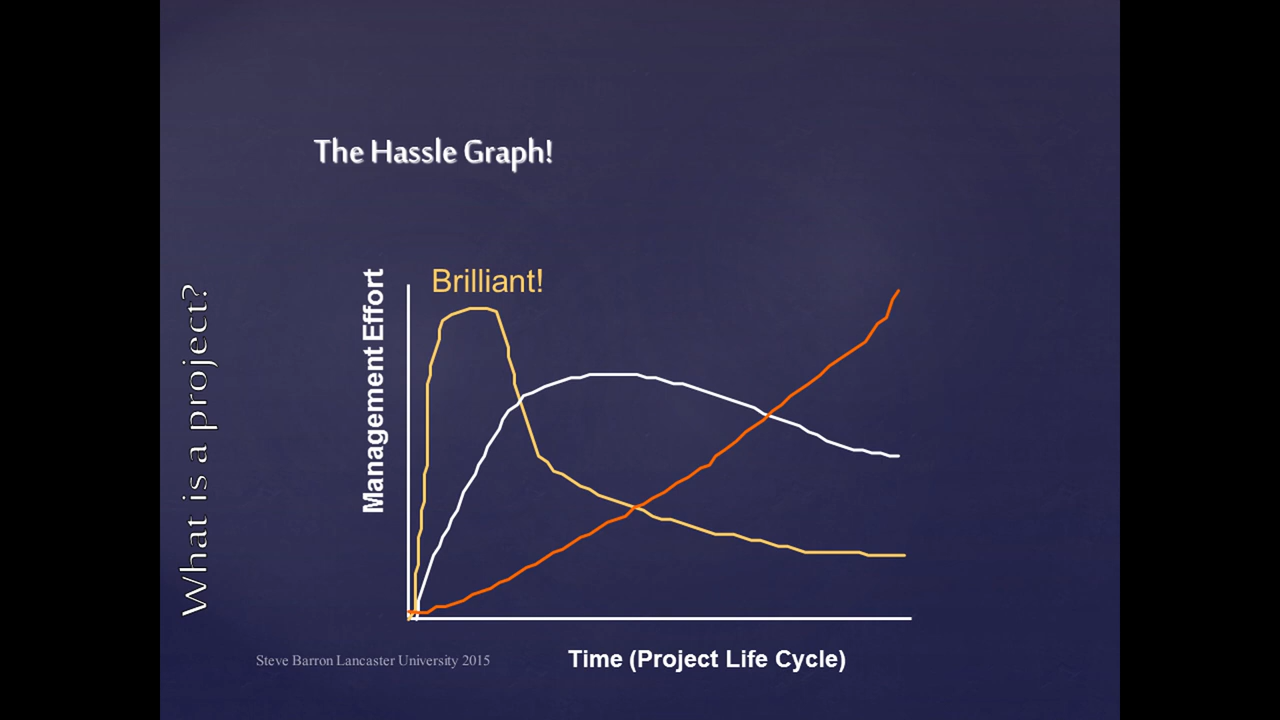 The Hassle Graph!
What is a project?
Brilliant!
Management Effort
Time (Project Life Cycle)
Steve Barron Lancaster University 2015